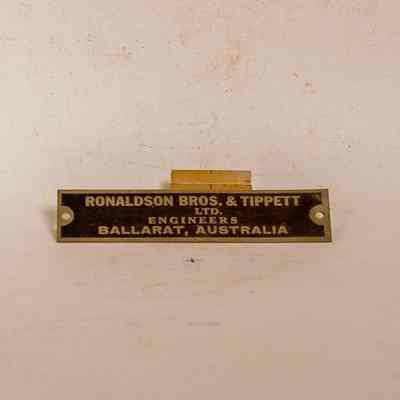 RONALDSON BROS. & TIPPETT
LTD.
ENGINEERS
BALLARAT, AUSTRALIA